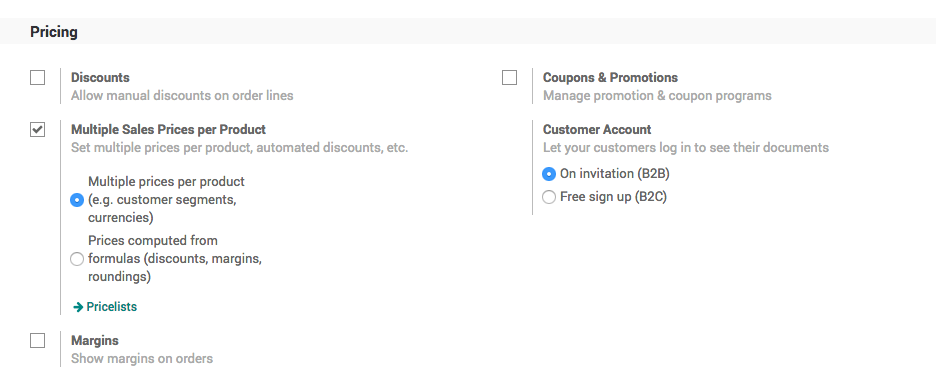 Pricing
Discounts
Allow manual discounts on order lines
Coupons & Promotions
Manage promotion & coupon programs
Multiple Sales Prices per Product
Set multiple prices per product, automated discounts, etc.
Multiple prices per product
(e.g. customer segments,
currencies)
Prices computed from
formulas (discounts, margins,
roundings)
Pricelists
Customer Account
Let your customers log in to see their documents
On invitation (B2B)
Free sign up (B2C)
Margins
Show margins on orders